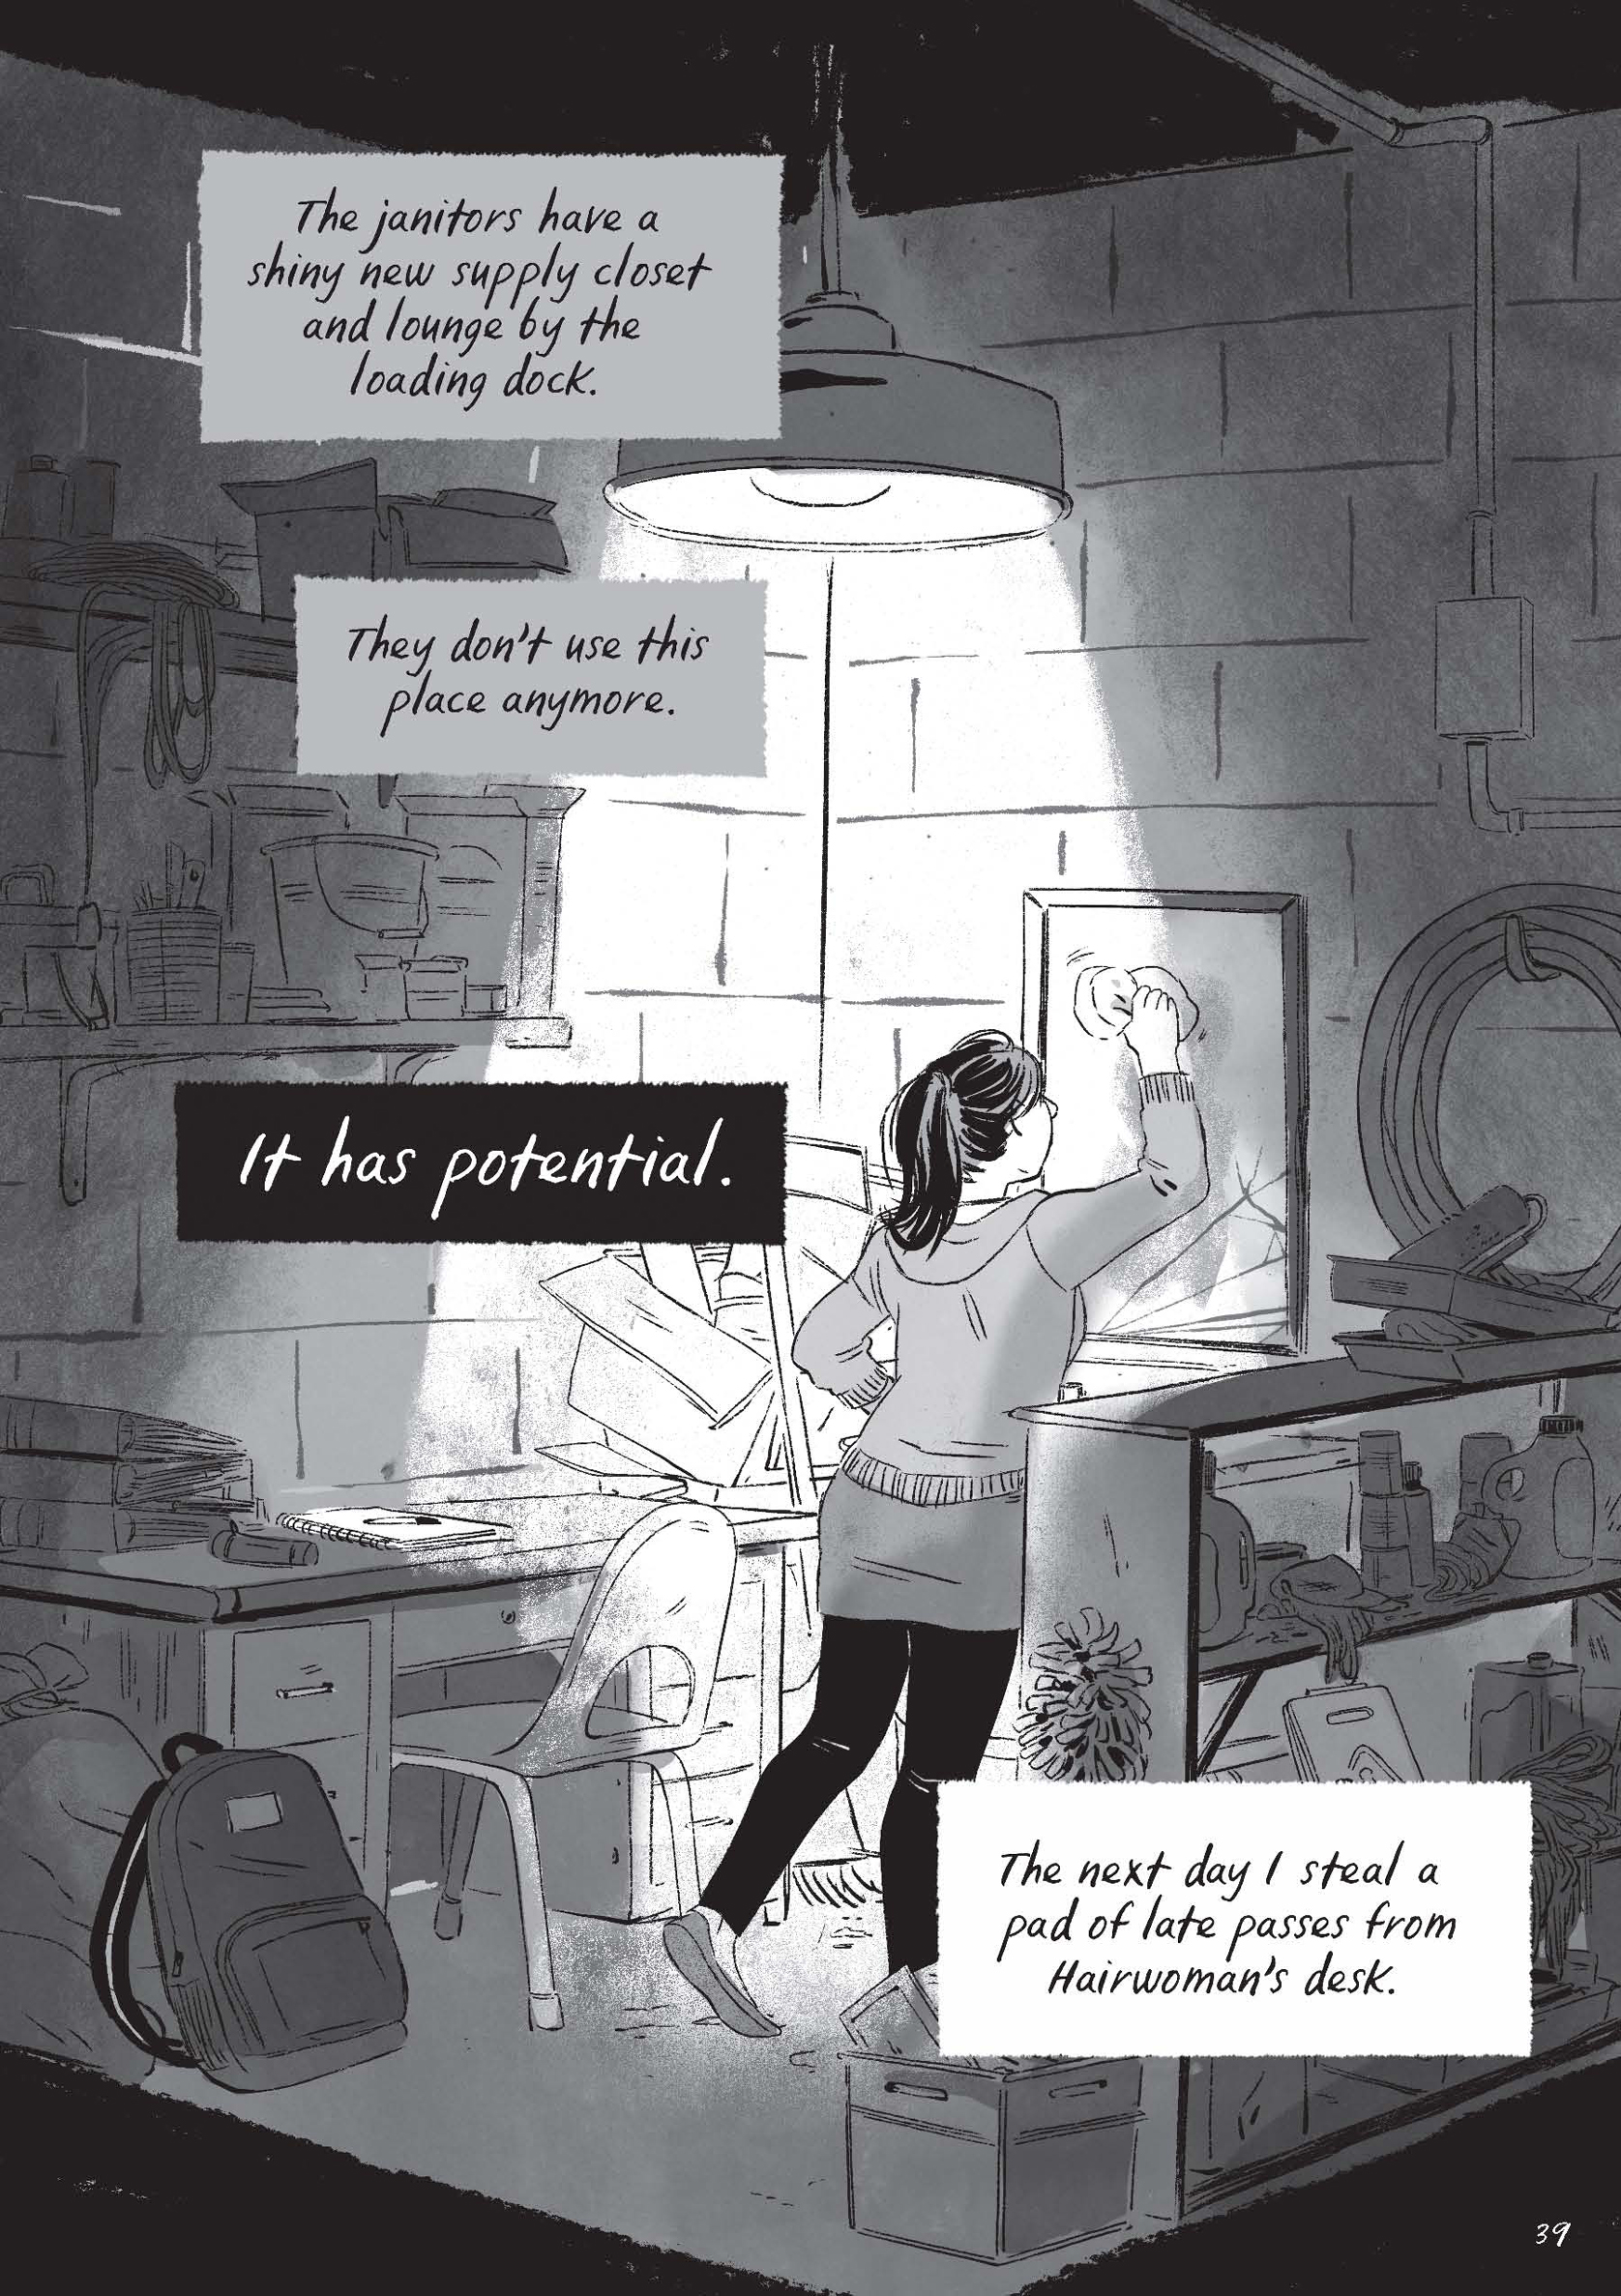 The janitors have a
shiny new supply closet
and lounge by the
loading dock.
They don't use this
place anymore.
It has potential.
The next day I steal a
pad of late passes from
Hairwoman's desk.
39